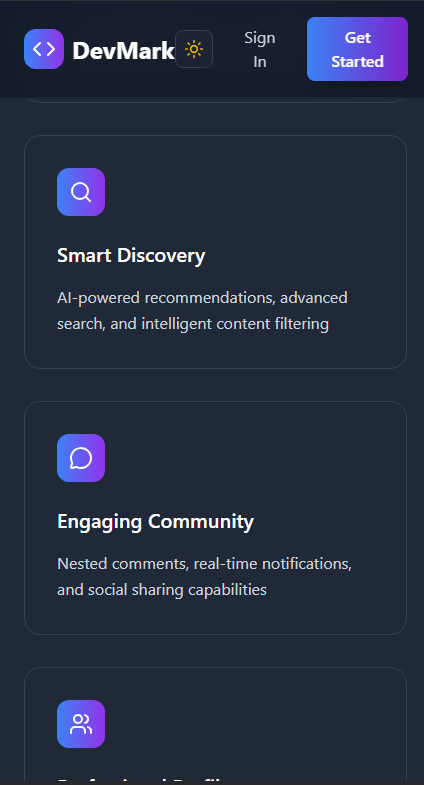 DevMark
Sign
In
Get
Started
Smart Discovery
AI-powered recommendations, advanced
search, and intelligent content filtering
Engaging Community
Nested comments, real-time notifications,
and social sharing capabilities